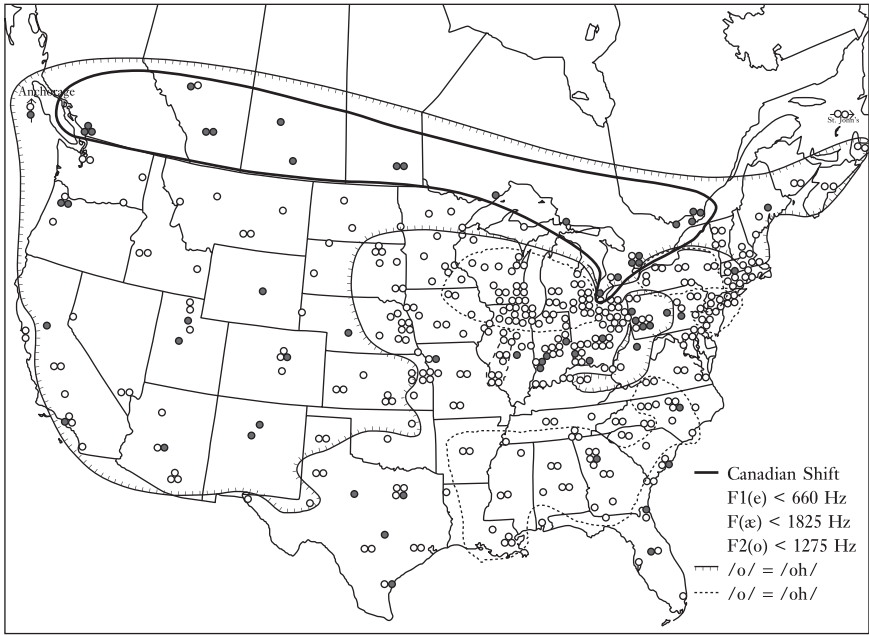 Anchorage
St. John's
Canadian Shift
F1(e) < 660 Hz
F(æ) < 1825 Hz
F2(o) < 1275 Hz
/o/ = /oh/
/o/ = /oh/